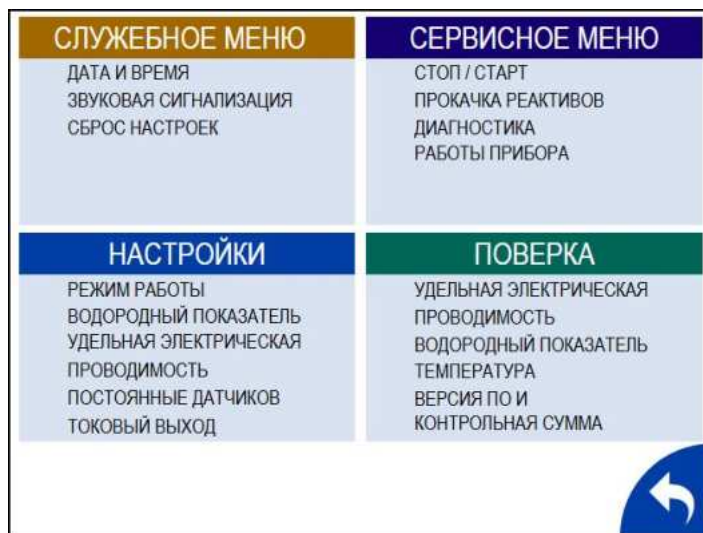 СЛУЖЕБНОЕ МЕНЮ
ДАТА И ВРЕМЯ
ЗВУКОВАЯ СИГНАЛИЗАЦИЯ
СБРОС НАСТРОЕК
СЕРВИСНОЕ МЕНЮ
СТОП / СТАРТ
ПРОКАЧКА РЕАКТИВОВ
ДИАГНОСТИКА
РАБОТЫ ПРИБОРА
НАСТРОЙКИ
РЕЖИМ РАБОТЫ
ВОДОРОДНЫЙ ПОКАЗАТЕЛЬ
УДЕЛЬНАЯ ЭЛЕКТРИЧЕСКАЯ
ПРОВОДИМОСТЬ
ПОСТОЯННЫЕ ДАТЧИКОВ
ТОКОВЫЙ ВЫХОД
ПОВЕРКА
УДЕЛЬНАЯ ЭЛЕКТРИЧЕСКАЯ
ПРОВОДИМОСТЬ
ВОДОРОДНЫЙ ПОКАЗАТЕЛЬ
ТЕМПЕРАТУРА
ВЕРСИЯ ПО И
КОНТРОЛЬНАЯ СУММА